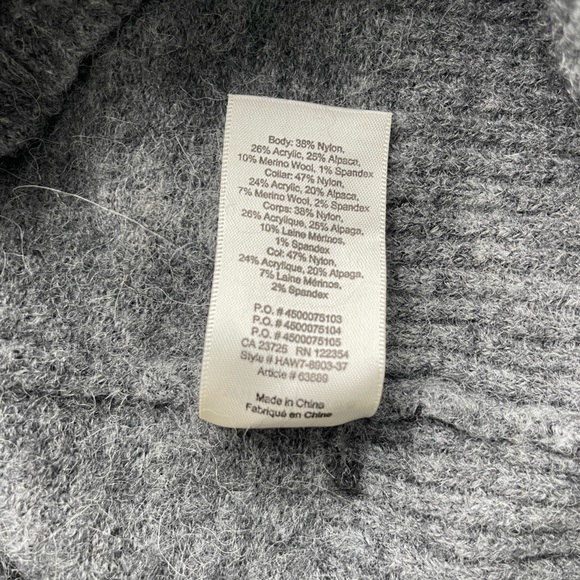 Body: 38% Nylon,
26% Acrylic, 25% Alpaca,
10% Merino Wool, 1% Spandex
Collar: 47% Nylon,
24% Acrylic, 20% Alpaca,
7% Merino Wool, 2% Spandex
Corps: 38% Nylon,
26% Acrylique, 25% Alpaga,
10% Laine Mérinos,
1% Spandex
Col: 47% Nylon,
24% Acrylique, 20% Alpaga,
7% Laine Mérinos,
2% Spandex
P.O. # 4500075103
P.O. # 4500075104
P.O. # 4500075105
CA 23725 RN 122354
Style # HAW7-8903-37
Article # 63889
Made in China
Fabriqué en Chine